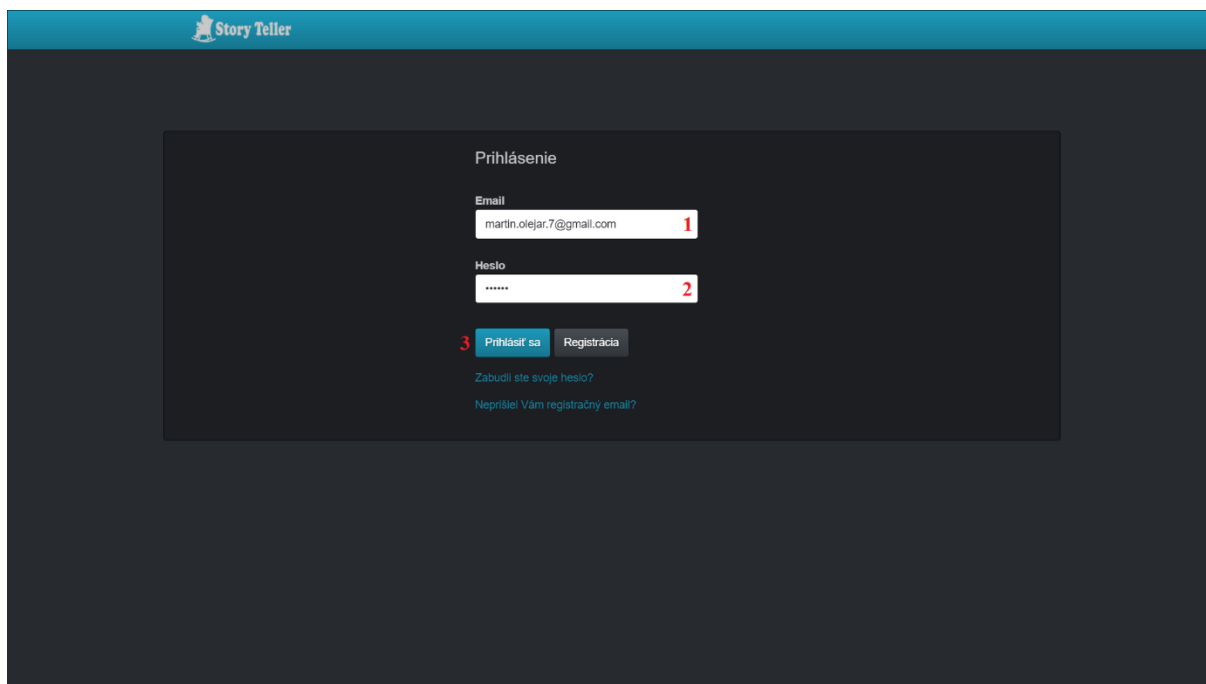 Story Teller
Prihlásenie
Email
martin.olejar.7@gmail.com 1
Heslo
•••••• 2
3 Prihlásiť sa Registrácia
Zabudli ste svoje heslo?
Neprišiel Vám registračný email?